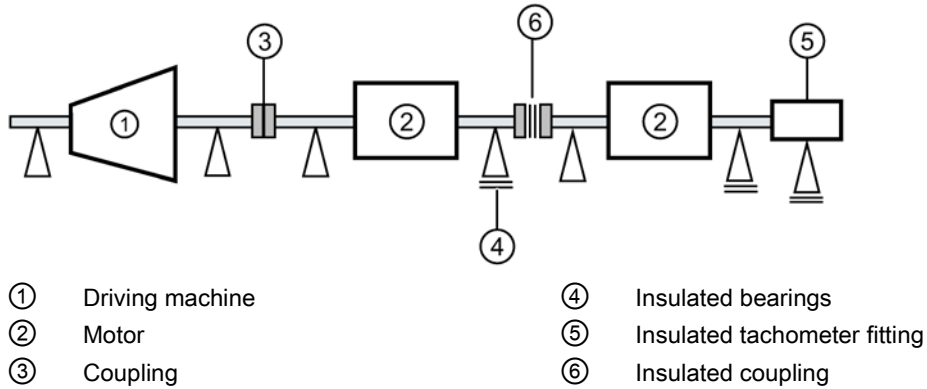 ③ ⑥ ⑤
① ② ②
④
① Driving machine ④ Insulated bearings
② Motor ⑤ Insulated tachometer fitting
③ Coupling ⑥ Insulated coupling